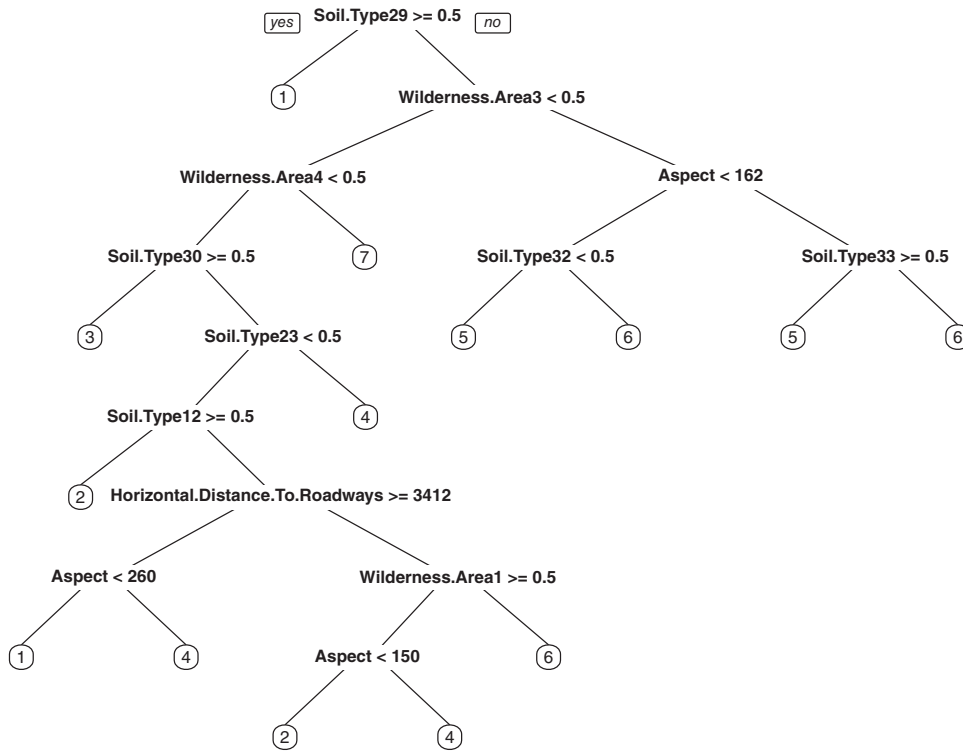 yes Soil.Type29 >= 0.5 no
1 Wilderness.Area3 < 0.5
Wilderness.Area4 < 0.5 Aspect < 162
Soil.Type30 >= 0.5 7 Soil.Type32 < 0.5 Soil.Type33 >= 0.5
3 Soil.Type23 < 0.5 5 6 5 6
Soil.Type12 >= 0.5 4
2 Horizontal.Distance.To.Roadways >= 3412
Aspect < 260 Wilderness.Area1 >= 0.5
1 4 Aspect < 150 6
2 4